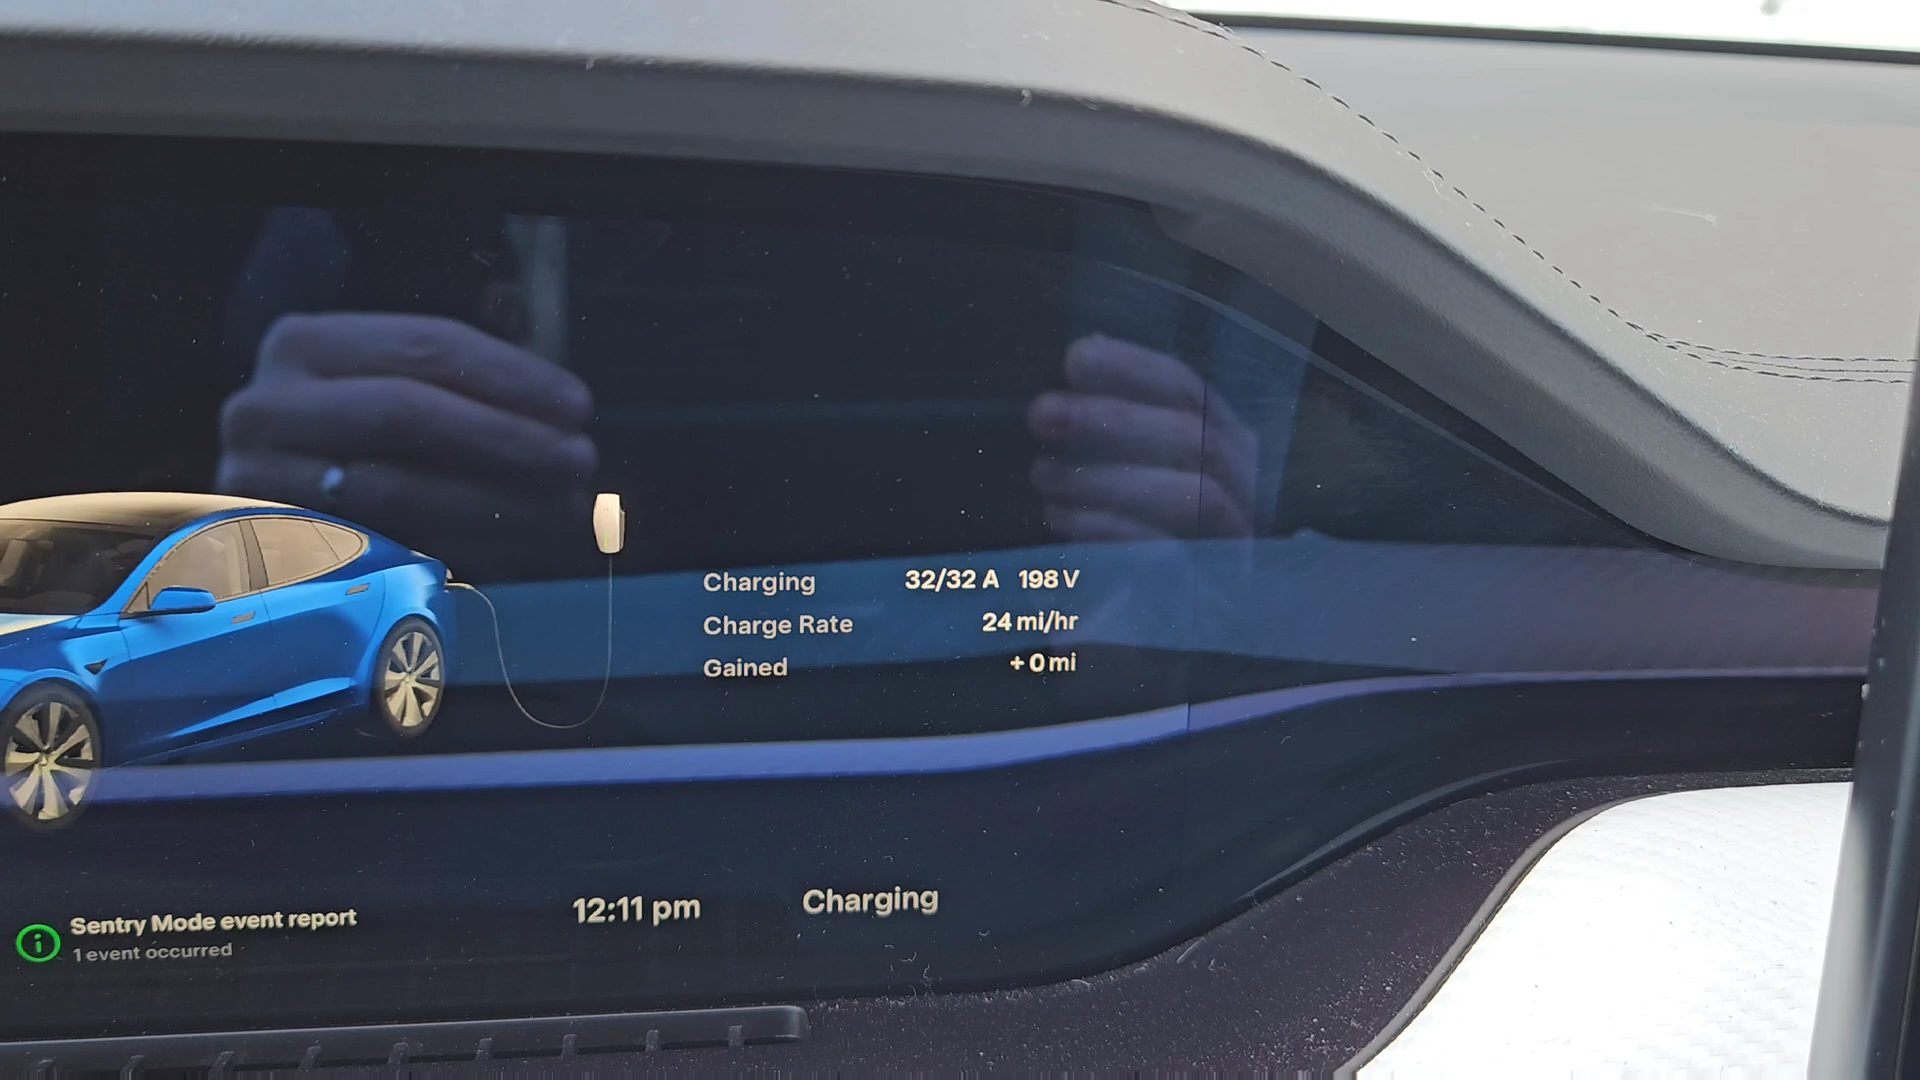 Charging 32/32 A 198 V
Charge Rate 24 mi/hr
Gained +0 mi
Sentry Mode event report
1 event occurred
12:11 pm
Charging